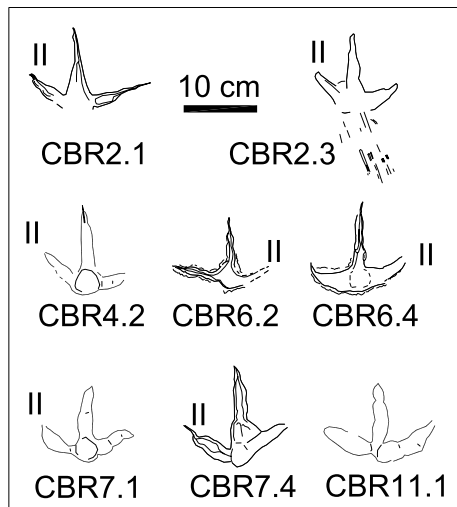 II II
10 cm
CBR2.1 CBR2.3
II II II
CBR4.2 CBR6.2 CBR6.4
II II
CBR7.1 CBR7.4 CBR11.1